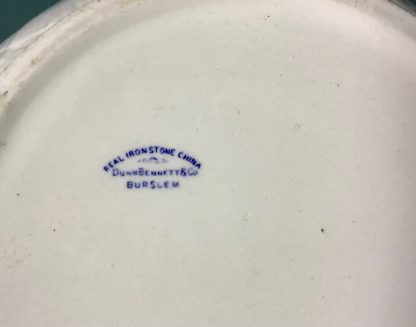 REAL IRONSTONE CHINA
DUNN BENNETT & Co
BURSLEM